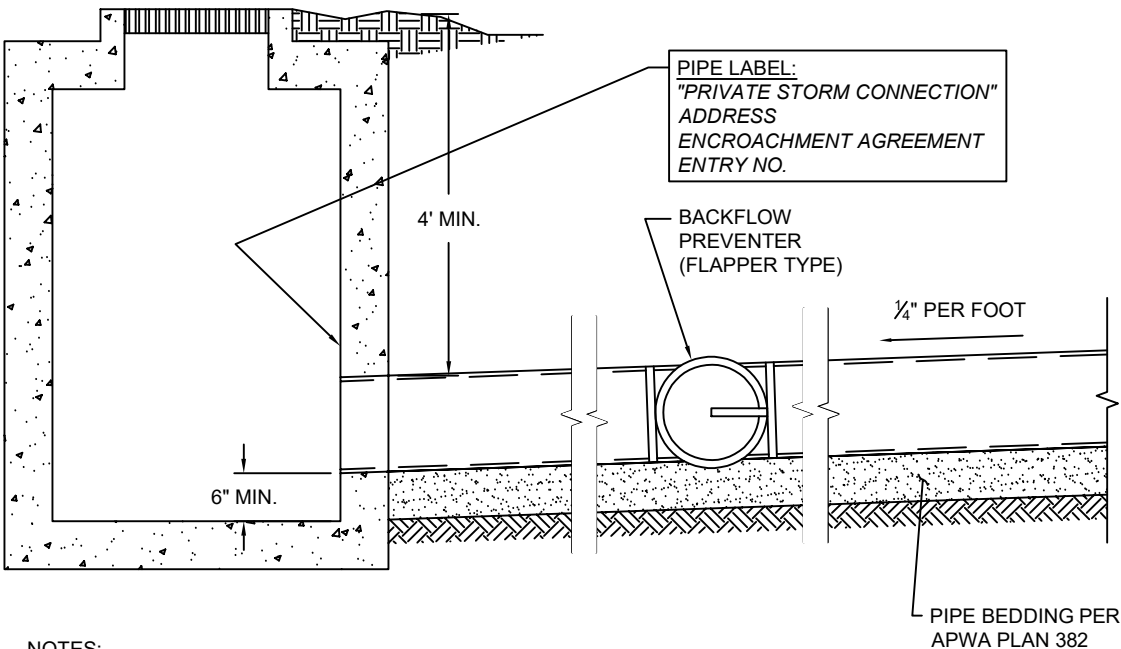 PIPE LABEL:
"PRIVATE STORM CONNECTION"
ADDRESS
ENCROACHMENT AGREEMENT
ENTRY NO.
4' MIN.
BACKFLOW
PREVENTER
(FLAPPER TYPE)
¼" PER FOOT
6" MIN.
PIPE BEDDING PER
APWA PLAN 382
NOTES: